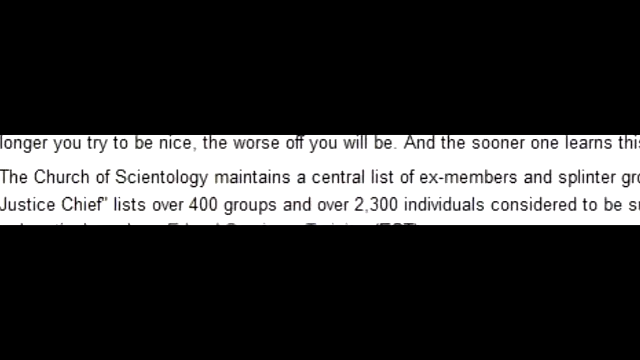 longer you try to be nice, the worse off you will be. And the sooner one learns
The Church of Scientology maintains a central list of ex-members and splinter
Justice Chief" lists over 400 groups and over 2,300 individuals considered to be